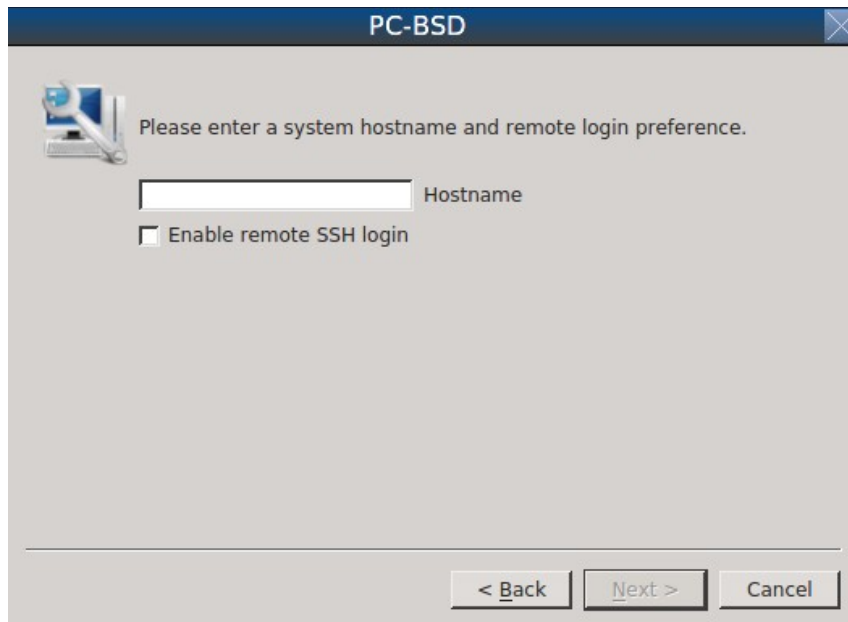 PC-BSD
Please enter a system hostname and remote login preference.
Hostname
Enable remote SSH login
< Back Next > Cancel